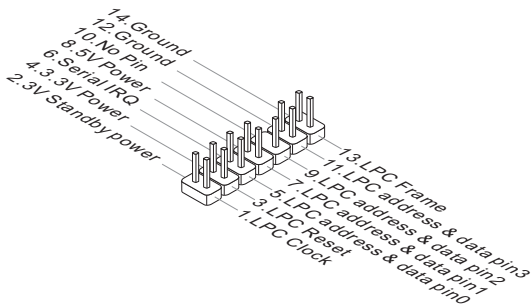 14.Ground
12.Ground
10.No Pin
8.5V Power
6.Serial IRQ
4.3.3V Power
2.3V Standby power
13.LPC Frame
11.LPC address & data pin3
9.LPC address & data pin2
7.LPC address & data pin1
5.LPC address & data pin0
3.LPC Reset
1.LPC Clock